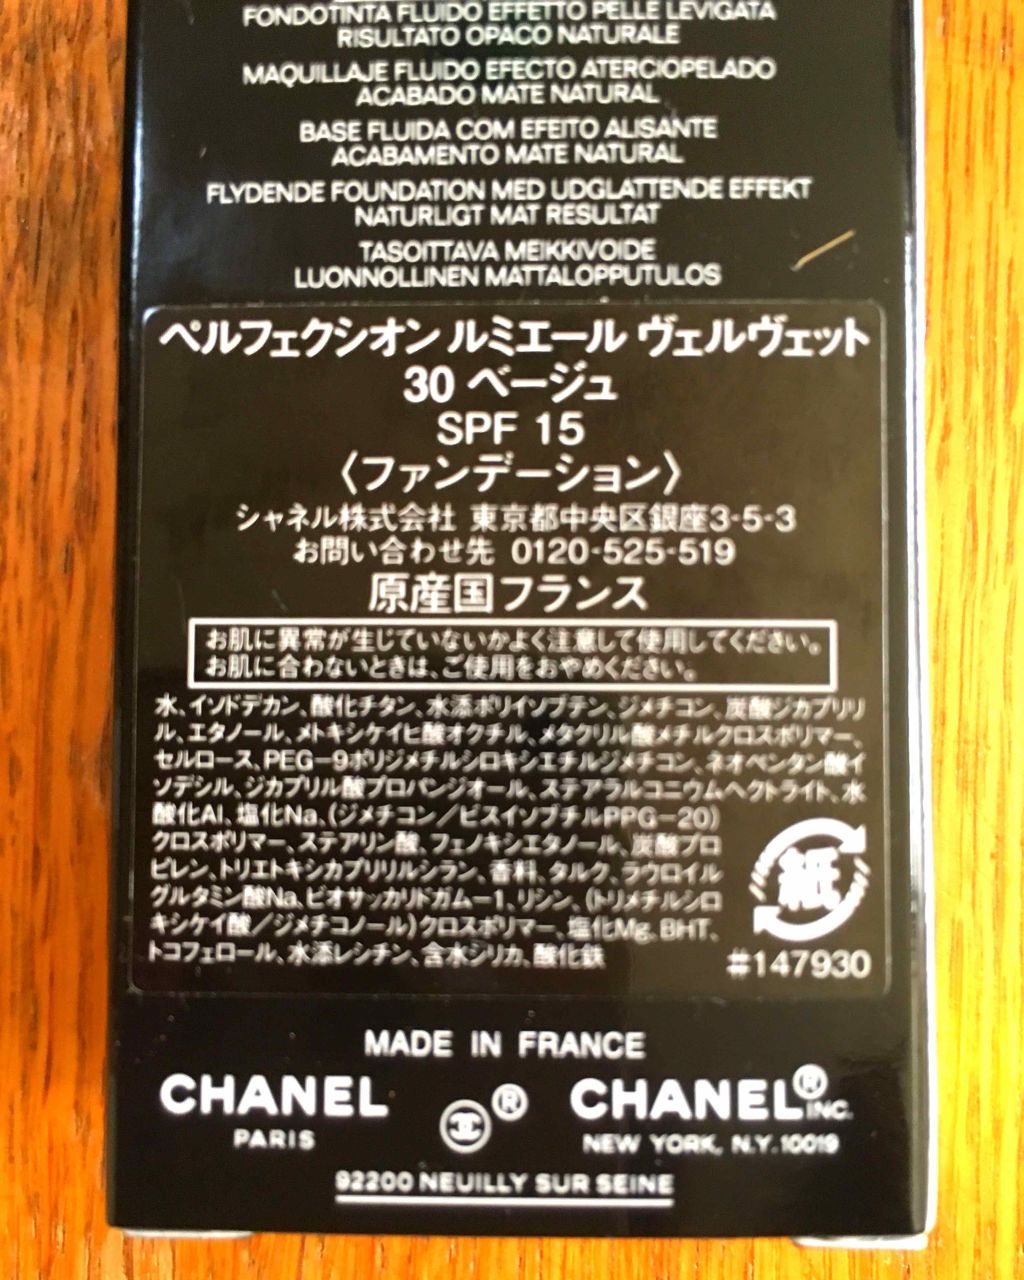 FONDOTINTA FLUIDO EFFETTO PELLE LEVIGATA
RISULTATO OPACO NATURALE
MAQUILLAJE FLUIDO EFECTO ATERCIOPELADO
ACABADO MATE NATURAL
BASE FLUIDA COM EFEITO ALISANTE
ACABAMENTO MATE NATURAL
FLYDENDE FOUNDATION MED UDGLATTENDE EFFEKT
NATURLIGT MAT RESULTAT
TASOITTAVA MEIKKIVOIDE
LUONNOLLINEN MATTALOPPUTULOS
ペルフェクシオン ルミエール ヴェルヴェット
30 ベージュ
SPF 15
〈ファンデーション〉
シャネル株式会社 東京都中央区銀座3-5-3
お問い合わせ先 0120-525-519
原産国フランス
お肌に異常が生じていないかよく注意して使用してください。
お肌に合わないときは、ご使用をおやめください。
水、イソドデカン、酸化チタン、水添ポリイソブテン、ジメチコン、炭酸ジカプリリ
ル、エタノール、メトキシケイヒ酸オクチル、メタクリル酸メチルクロスポリマー、
セルロース、PEG-9ポリジメチルシロキシエチルジメチコン、ネオペンタン酸イ
ソデシル、ジカプリル酸プロパンジオール、ステアラルコニウムヘクトライト、水
酸化Al、塩化Na、(ジメチコン/ビスイソブチルPPG-20)
クロスポリマー、ステアリン酸、フェノキシエタノール、炭酸プロ
ピレン、トリエトキシカプリリルシラン、香料、タルク、ラウロイル
グルタミン酸Na、ビオサッカリドガム-1、リシン、(トリメチルシロ
キシケイ酸/ジメチコノール)クロスポリマー、塩化Mg、BHT、
トコフェロール、水添レシチン、含水シリカ、酸化鉄
紙
#147930
MADE IN FRANCE
CHANEL ® CHANEL® INC.
PARIS NEW YORK, N.Y. 10019
92200 NEUILLY SUR SEINE